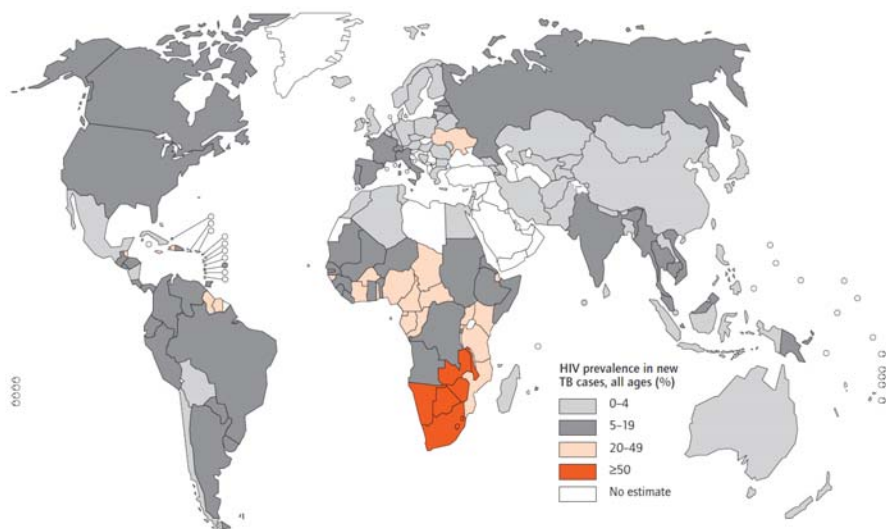 HIV prevalence in new
TB cases, all ages (%)
0–4
5–19
20–49
≥50
No estimate